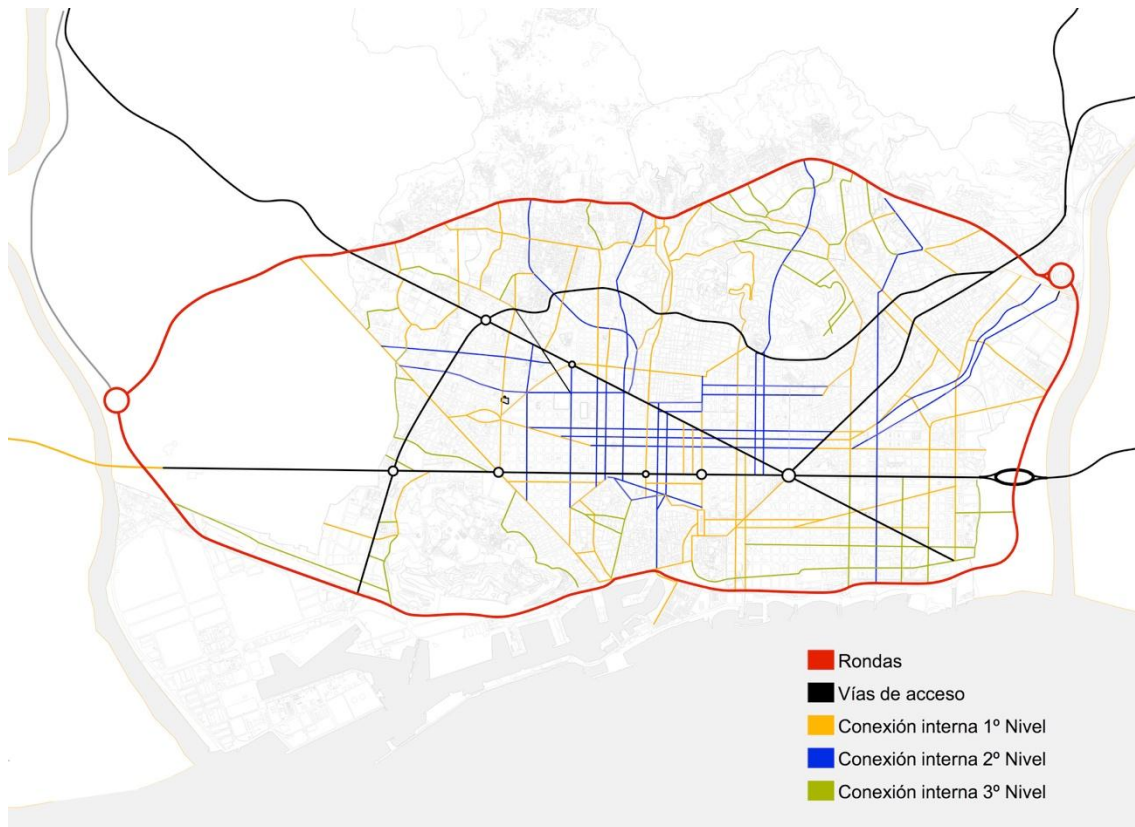 Rondas
Vías de acceso
Conexión interna 1º Nivel
Conexión interna 2º Nivel
Conexión interna 3º Nivel